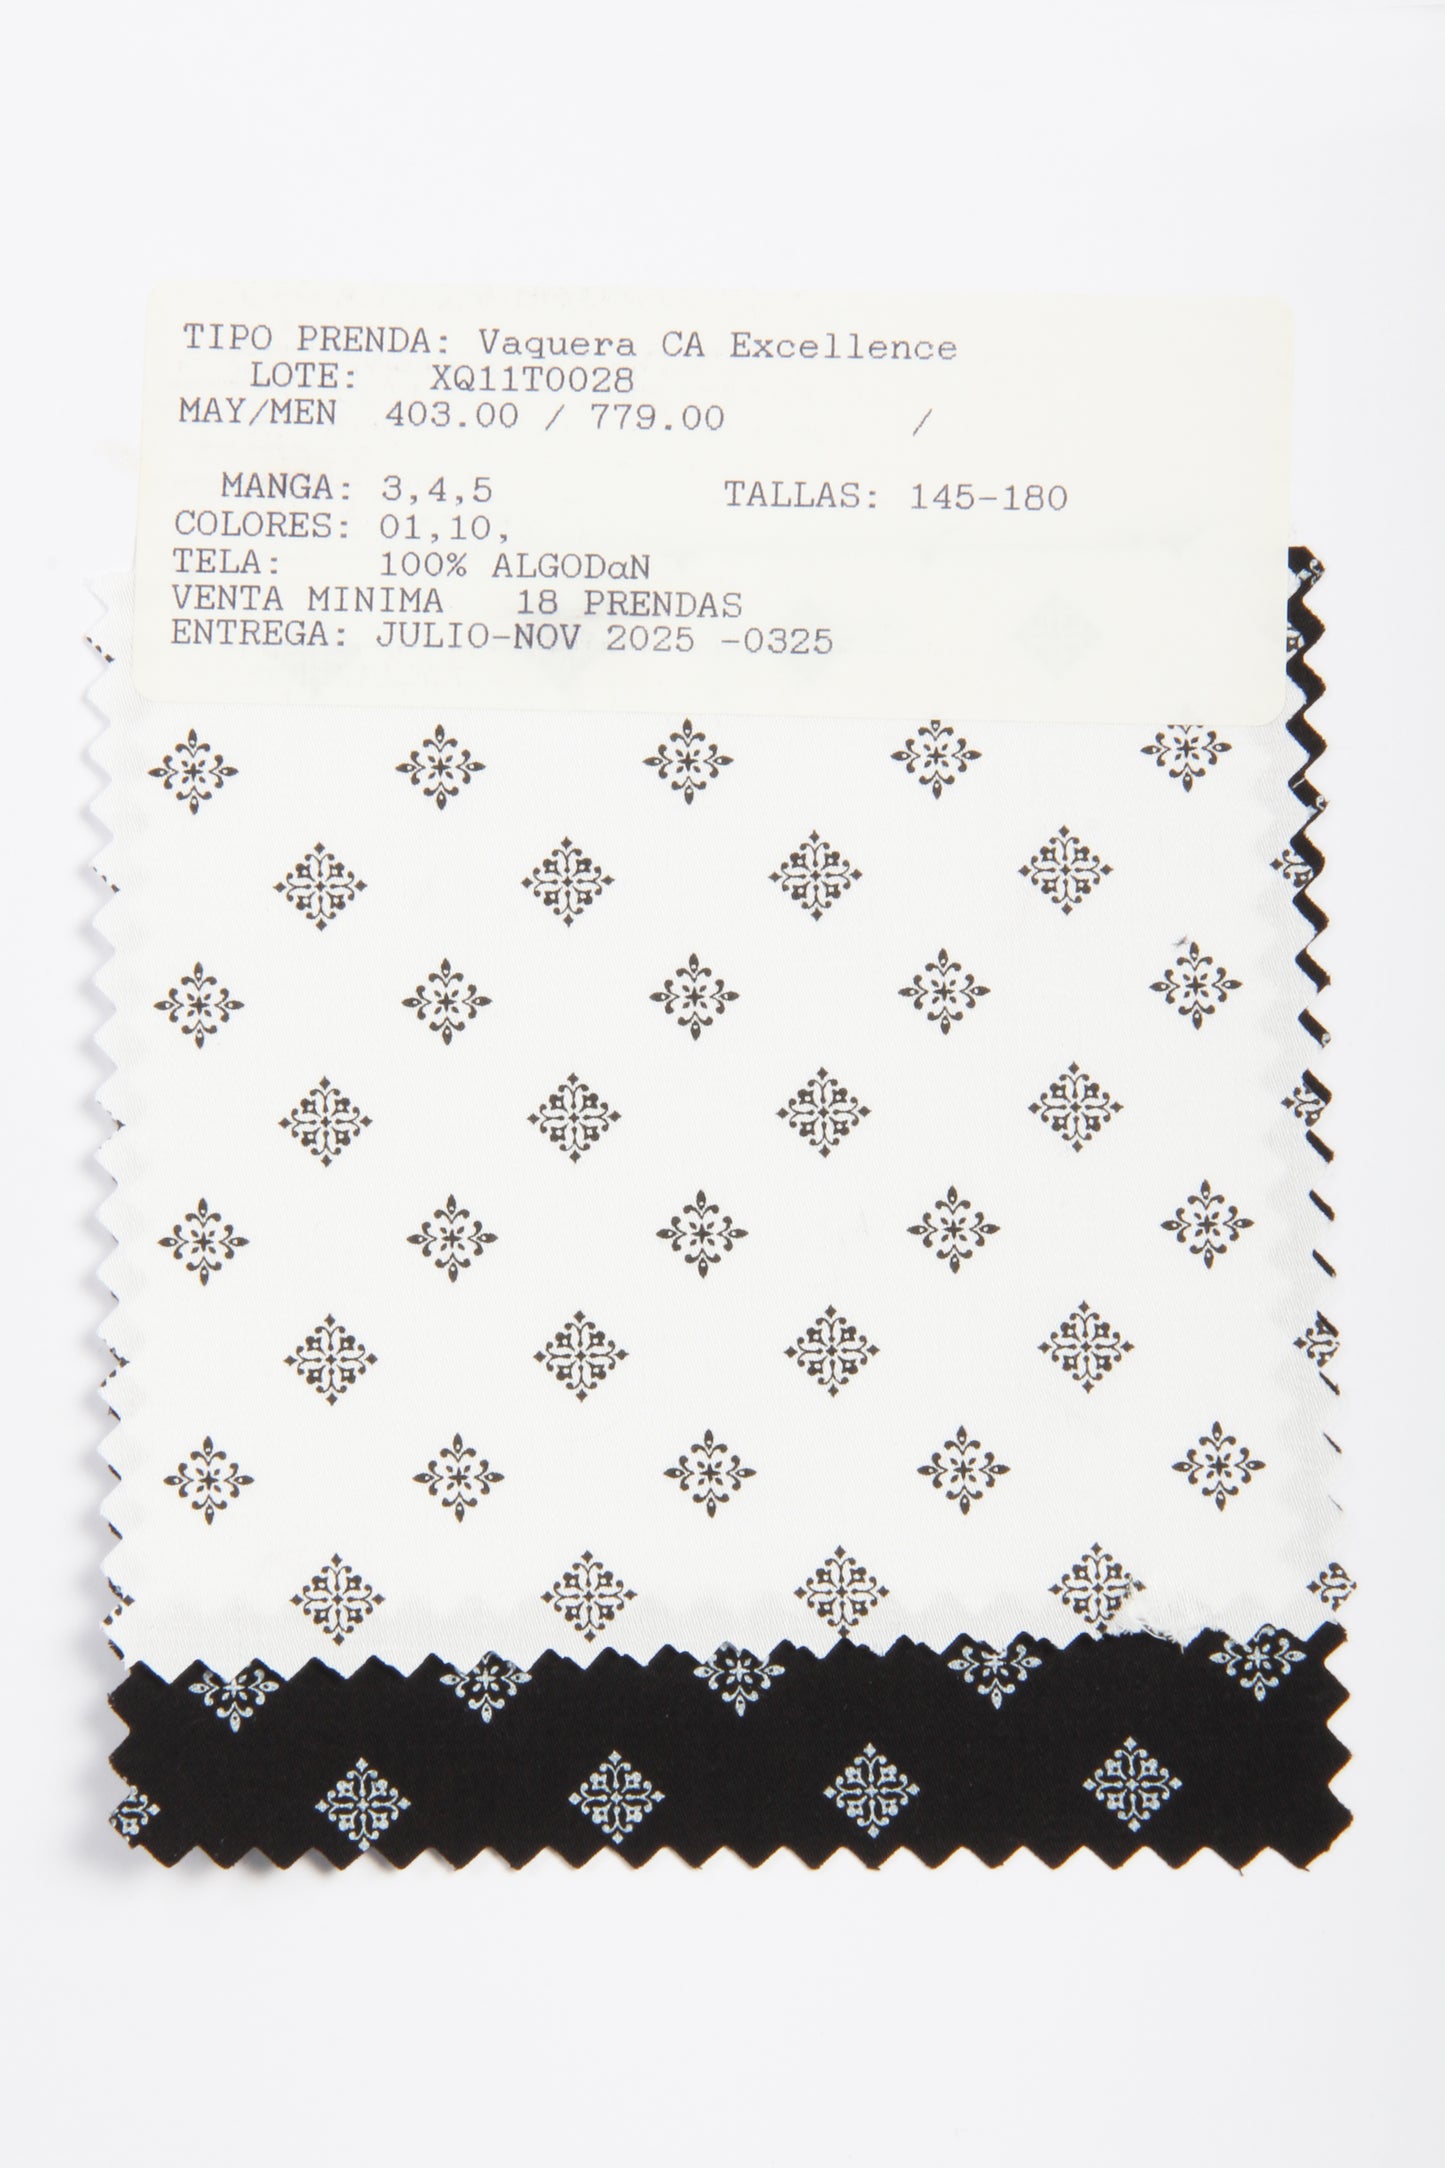 TIPO PRENDA: Vaquera CA Excellence
LOTE: XQ11T0028
MAY/MEN 403.00 / 779.00 /
MANGA: 3,4,5 TALLAS: 145-180
COLORES: 01,10,
TELA: 100% ALGODαN
VENTA MINIMA 18 PRENDAS
ENTREGA: JULIO-NOV 2025 -0325